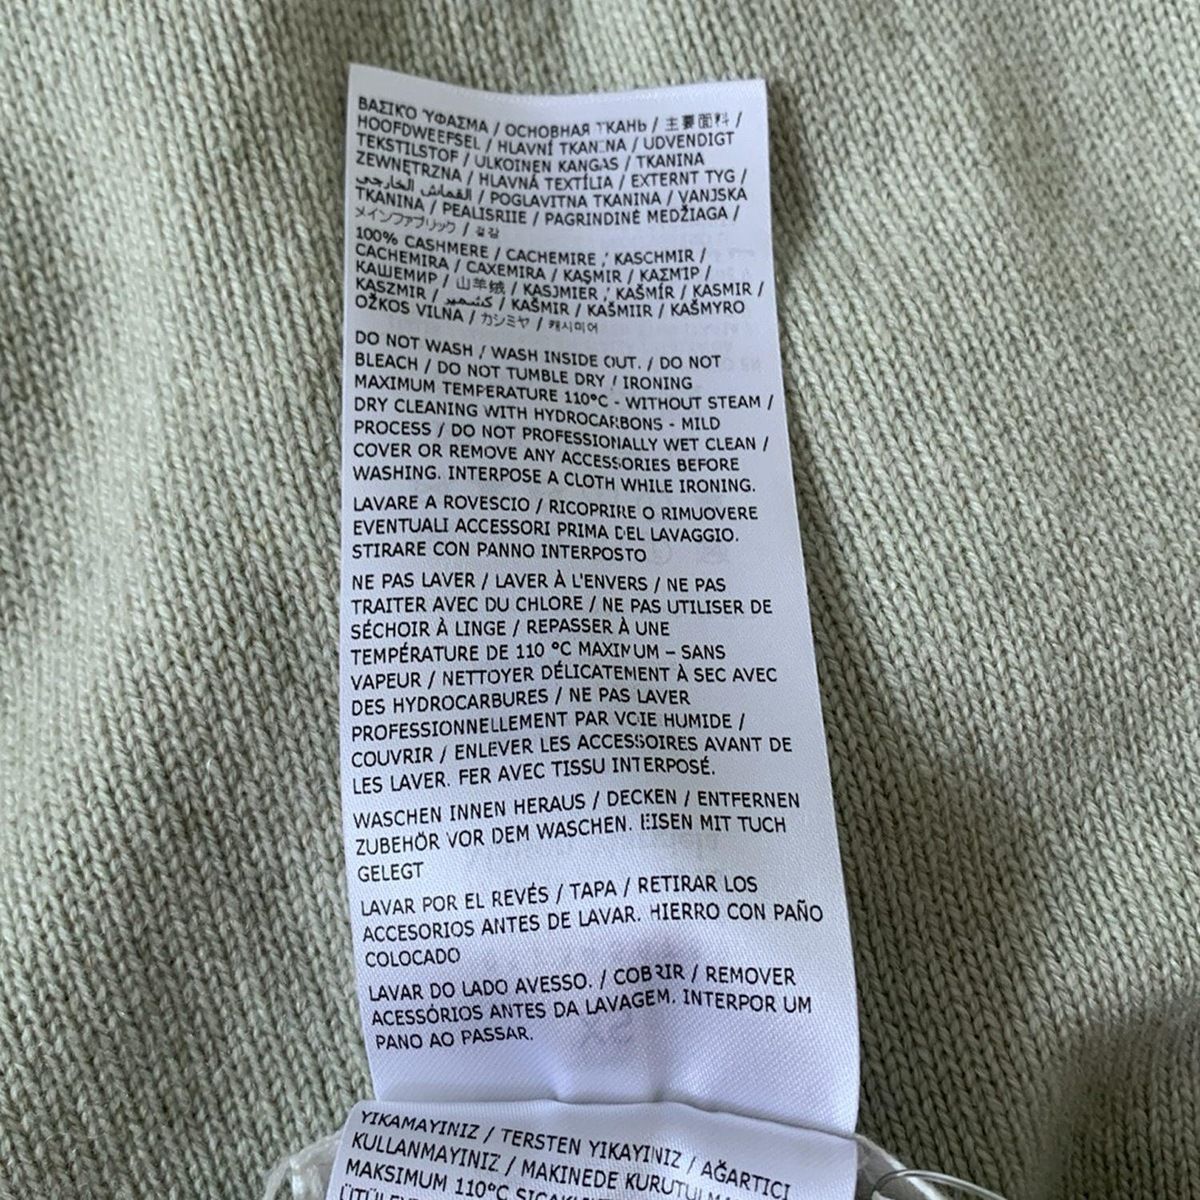 ΒΑΣΙΚΌ ΎΦΑΣΜΑ / ОСНОВНАЯ ТКАНЬ / 主要面料 /
HOOFDWEEFSEL / HLAVNÍ TKANINA / UDVENDIGT
TEKSTILSTOF / ULKOINEN KANGAS / TKANINA
ZEWNĘTRZNA / HLAVNÁ TEXTÍLIA / EXTERNT TYG /
القماش الخارجي / POGLAVITNA TKANINA / VANJSKA
TKANINA / PEALISRIIE / PAGRINDINĖ MEDŽIAGA /
メインファブリック / 겉감
100% CASHMERE / CACHEMIRE / KASCHMIR /
CACHEMIRA / CAXEMIRA / KAŞMIR / ΚΑΣΜΊΡ /
КАШЕМИР / 山羊绒 / KASJMIER / KAŠMÍR / KASMIR /
KASZMIR / كشمير / KAŠMIR / KAŠMIIR / KAŠMYRO
OŽKOS VILNA / カシミヤ / 캐시미어
DO NOT WASH / WASH INSIDE OUT. / DO NOT
BLEACH / DO NOT TUMBLE DRY / IRONING
MAXIMUM TEMPERATURE 110°C - WITHOUT STEAM /
DRY CLEANING WITH HYDROCARBONS - MILD
PROCESS / DO NOT PROFESSIONALLY WET CLEAN /
COVER OR REMOVE ANY ACCESSORIES BEFORE
WASHING. INTERPOSE A CLOTH WHILE IRONING.
LAVARE A ROVESCIO / RICOPRIRE O RIMUOVERE
EVENTUALI ACCESSORI PRIMA DEL LAVAGGIO.
STIRARE CON PANNO INTERPOSTO
NE PAS LAVER / LAVER À L'ENVERS / NE PAS
TRAITER AVEC DU CHLORE / NE PAS UTILISER DE
SÉCHOIR À LINGE / REPASSER À UNE
TEMPÉRATURE DE 110 °C MAXIMUM – SANS
VAPEUR / NETTOYER DÉLICATEMENT À SEC AVEC
DES HYDROCARBURES / NE PAS LAVER
PROFESSIONNELLEMENT PAR VOIE HUMIDE /
COUVRIR / ENLEVER LES ACCESSOIRES AVANT DE
LES LAVER. FER AVEC TISSU INTERPOSÉ.
WASCHEN INNEN HERAUS / DECKEN / ENTFERNEN
ZUBEHÖR VOR DEM WASCHEN. EISEN MIT TUCH
GELEGT
LAVAR POR EL REVÉS / TAPA / RETIRAR LOS
ACCESORIOS ANTES DE LAVAR. HIERRO CON PAÑO
COLOCADO
LAVAR DO LADO AVESSO. / COBRIR / REMOVER
ACESSÓRIOS ANTES DA LAVAGEM. INTERPOR UM
PANO AO PASSAR.
YIKAMAYINIZ / TERSTEN YIKAYINIZ / AĞARTICI
KULLANMAYINIZ / MAKINEDE
MAKSIMUM 110°C